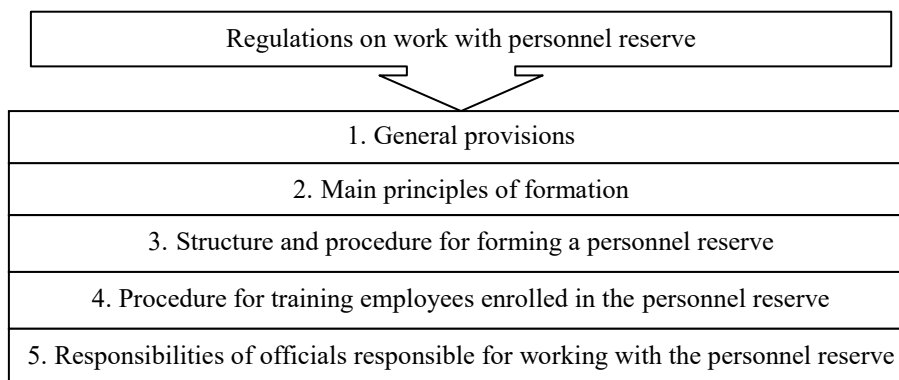 Regulations on work with personnel reserve
1. General provisions
2. Main principles of formation
3. Structure and procedure for forming a personnel reserve
4. Procedure for training employees enrolled in the personnel reserve
5. Responsibilities of officials responsible for working with the personnel reserve